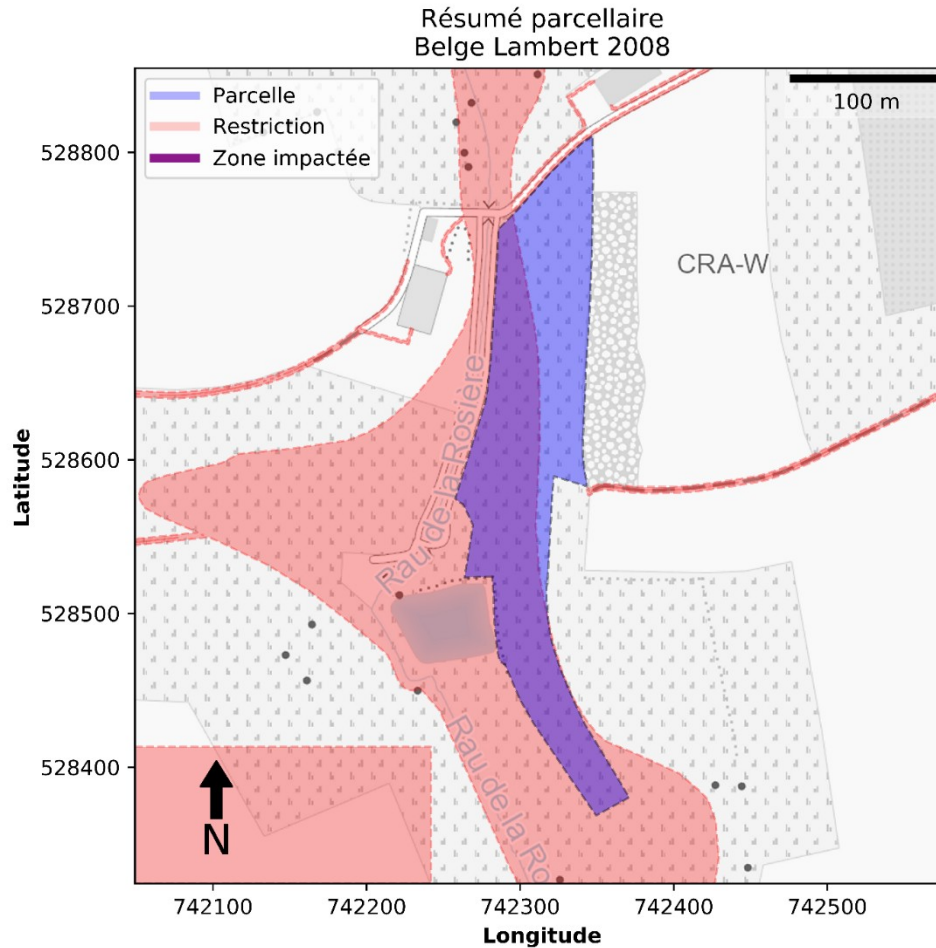 Résumé parcellaire
Belge Lambert 2008
Parcelle
Restriction
Zone impactée
100 m
CRA-W
Rau de la Rosière
Rau de la Ro
N
528800
528700
528600
528500
528400
Latitude
742100
742200
742300
742400
742500
Longitude